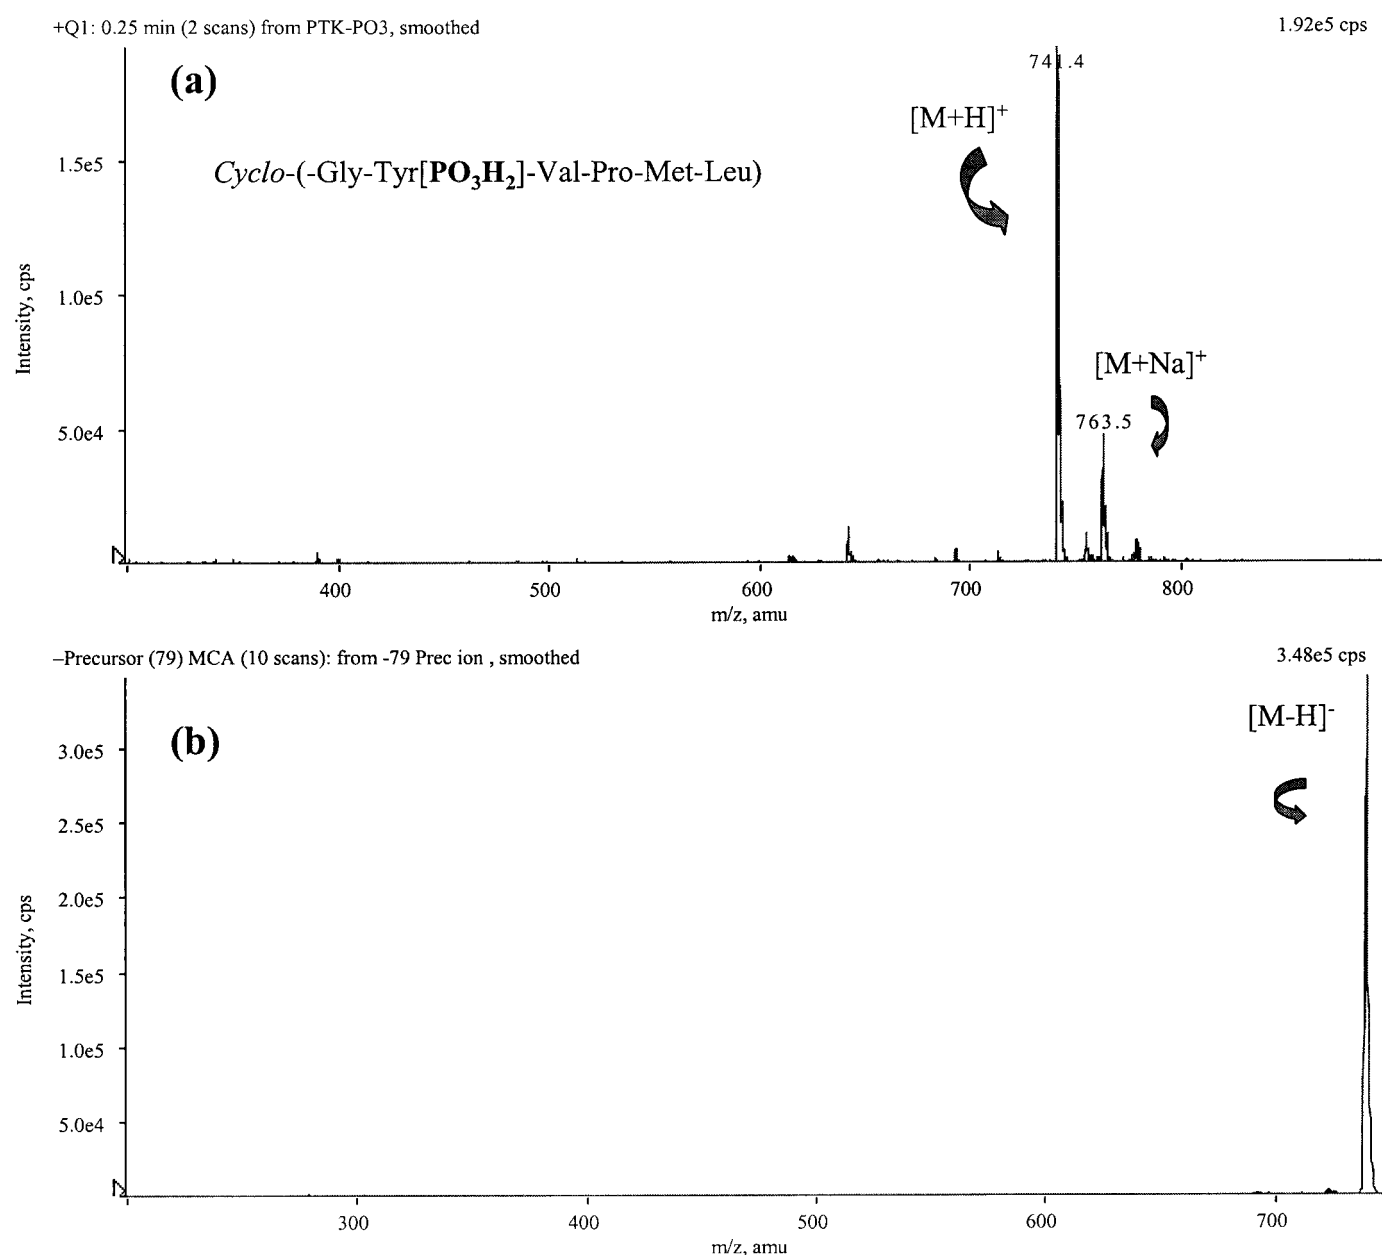 +Q1: 0.25 min (2 scans) from PTK-PO3, smoothed
1.92e5 cps
(a)
741.4
[M+H]+
Cyclo-(-Gly-Tyr[PO3H2]-Val-Pro-Met-Leu)
1.5e5
1.0e5
5.0e4
Intensity, cps
[M+Na]+
763.5
400 500 600 700 800
m/z, amu
–Precursor (79) MCA (10 scans): from -79 Prec ion , smoothed
3.48e5 cps
(b)
[M-H]-
3.0e5
2.5e5
2.0e5
1.5e5
1.0e5
5.0e4
Intensity, cps
300 400 500 600 700
m/z, amu